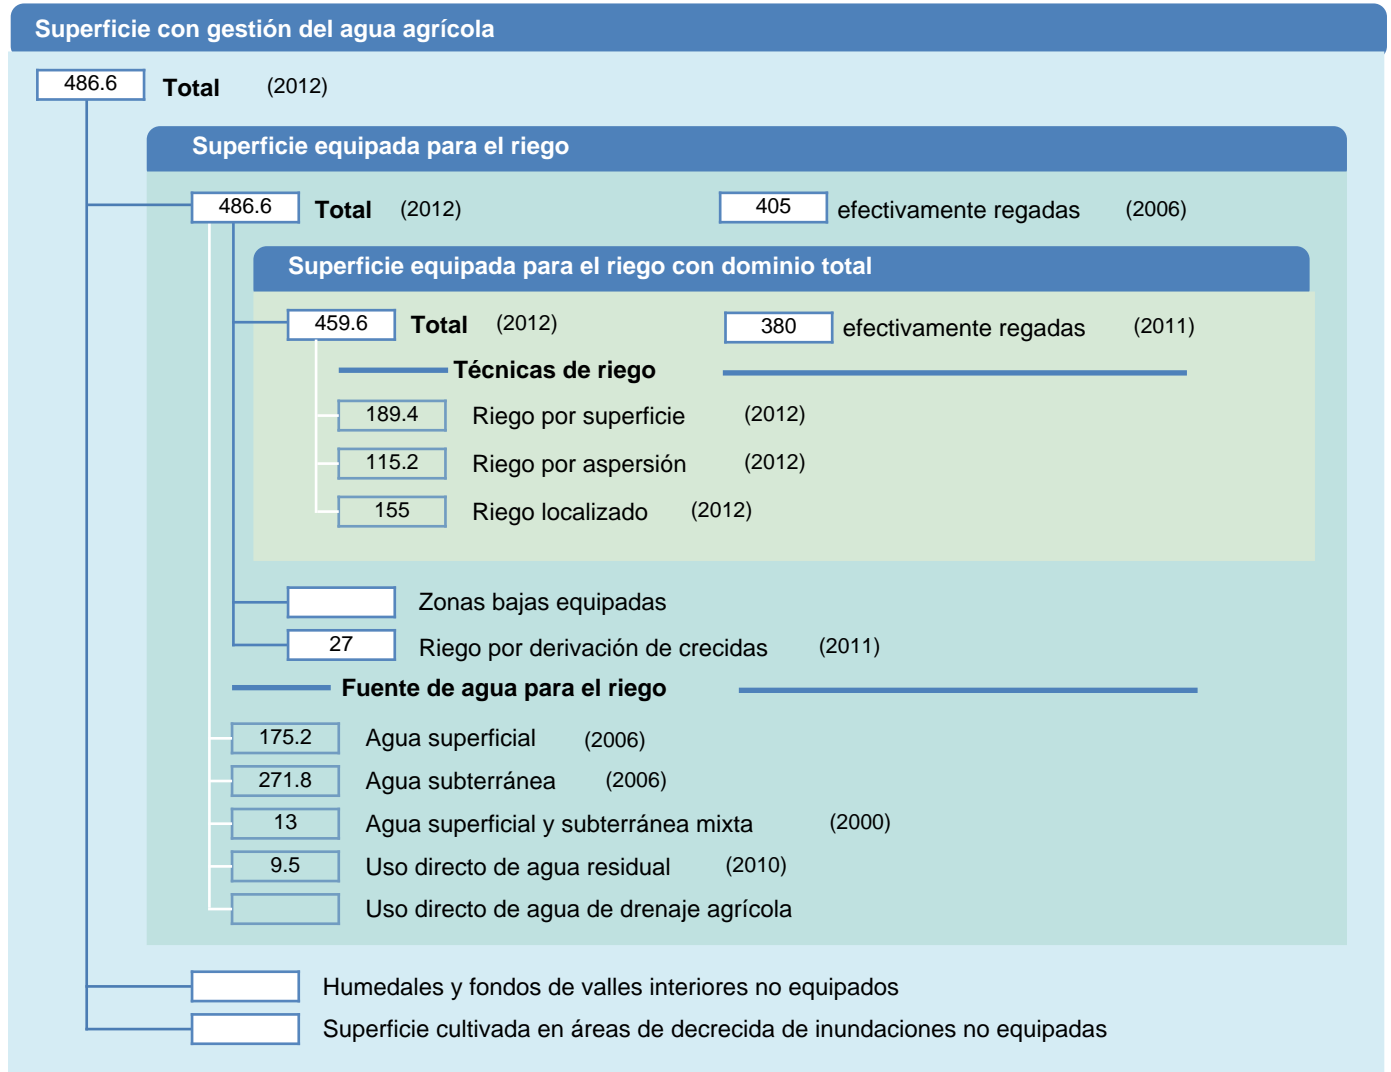 Superficie con gestión del agua agrícola
486.6 Total (2012)
Superficie equipada para el riego
486.6 Total (2012) 405 efectivamente regadas (2006)
Superficie equipada para el riego con dominio total
459.6 Total (2012) 380 efectivamente regadas (2011)
Técnicas de riego
189.4 Riego por superficie (2012)
115.2 Riego por aspersión (2012)
155 Riego localizado (2012)
Zonas bajas equipadas
27 Riego por derivación de crecidas (2011)
Fuente de agua para el riego
175.2 Agua superficial (2006)
271.8 Agua subterránea (2006)
13 Agua superficial y subterránea mixta (2000)
9.5 Uso directo de agua residual (2010)
Uso directo de agua de drenaje agrícola
Humedales y fondos de valles interiores no equipados
Superficie cultivada en áreas de decrecida de inundaciones no equipadas